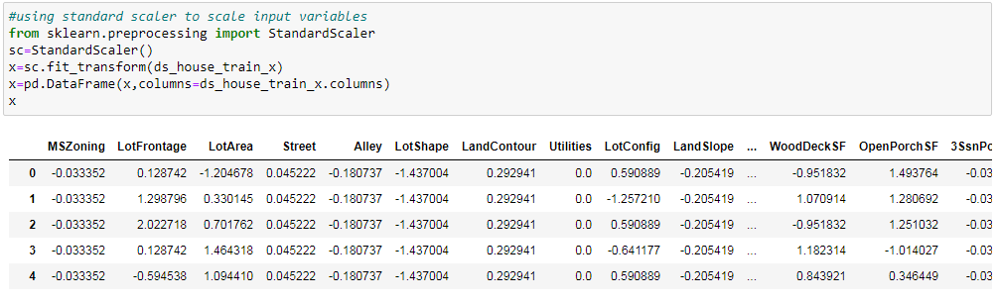 #using standard scaler to scale input variables
from sklearn.preprocessing import StandardScaler
sc=StandardScaler()
x=sc.fit_transform(ds_house_train_x)
x=pd.DataFrame(x,columns=ds_house_train_x.columns)
x
MSZoning LotFrontage LotArea Street Alley LotShape LandContour Utilities LotConfig LandSlope ... WoodDeckSF OpenPorchSF 3SsnPo
0 -0.033352 0.128742 -1.204678 0.045222 -0.180737 -1.437004 0.292941 0.0 0.590889 -0.205419 ... -0.951832 1.493764 -0.03
1 -0.033352 1.298796 0.330145 0.045222 -0.180737 -1.437004 0.292941 0.0 -1.257210 -0.205419 ... 1.070914 1.280692 -0.03
2 -0.033352 2.022718 0.701762 0.045222 -0.180737 -1.437004 0.292941 0.0 0.590889 -0.205419 ... -0.951832 1.251032 -0.03
3 -0.033352 0.128742 1.464318 0.045222 -0.180737 -1.437004 0.292941 0.0 -0.641177 -0.205419 ... 1.182314 -1.014027 -0.03
4 -0.033352 -0.594538 1.094410 0.045222 -0.180737 -1.437004 0.292941 0.0 0.590889 -0.205419 ... 0.843921 0.346449 -0.03